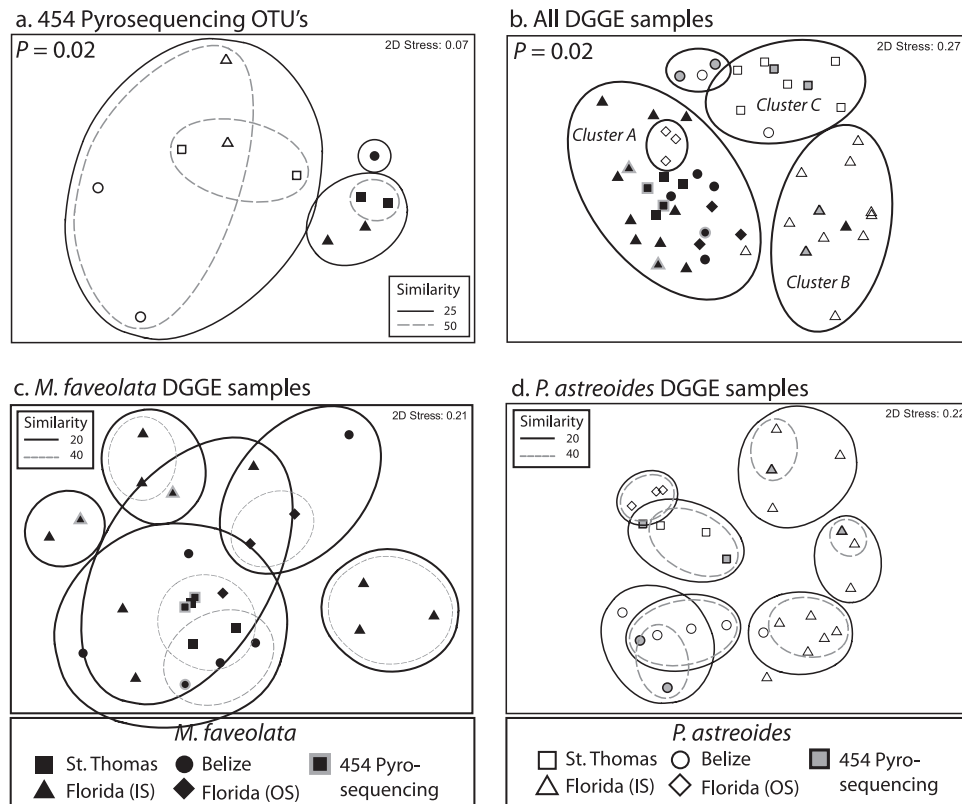 a. 454 Pyrosequencing OTU's
P = 0.02
2D Stress: 0.07
Similarity
25
50
b. All DGGE samples
P = 0.02
2D Stress: 0.27
Cluster A
Cluster C
Cluster B
c. M. faveolata DGGE samples
Similarity
20
40
2D Stress: 0.21
d. P. astreoides DGGE samples
Similarity
20
40
2D Stress: 0.22
M. faveolata
St. Thomas
Belize
454 Pyro-
sequencing
Florida (IS)
Florida (OS)
P. astreoides
St. Thomas
Belize
454 Pyro-
sequencing
Florida (IS)
Florida (OS)